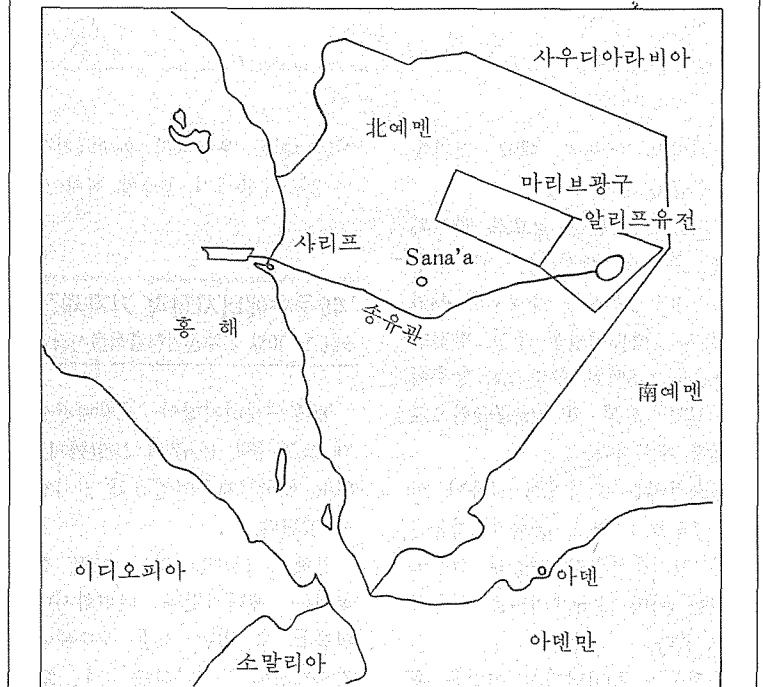 사우디아라비아
北예멘
마리브광구
알리프유전
샤리프
Sana'a
송유관
홍 해
南예멘
이디오피아
아덴
아덴만
소말리아